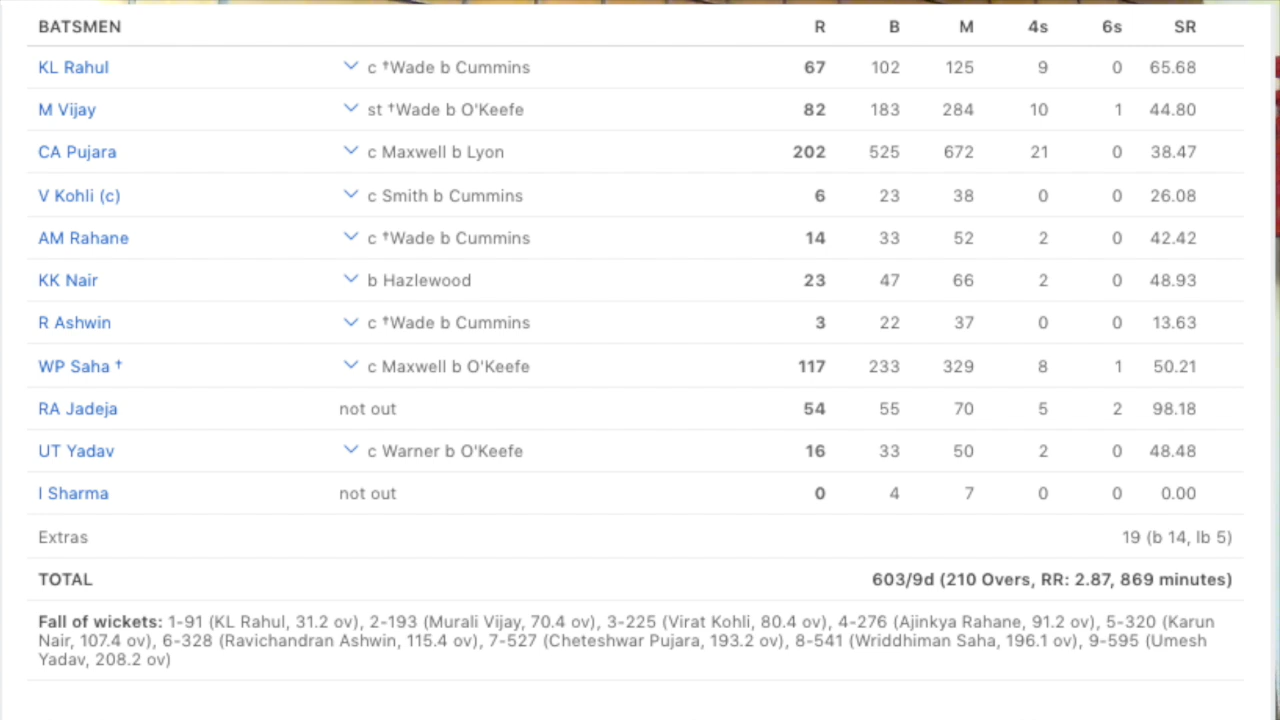 BATSMEN R B M 4s 6s SR
KL Rahul c †Wade b Cummins 67 102 125 9 0 65.68
M Vijay st †Wade b O'Keefe 82 183 284 10 1 44.80
CA Pujara c Maxwell b Lyon 202 525 672 21 0 38.47
V Kohli (c) c Smith b Cummins 6 23 38 0 0 26.08
AM Rahane c †Wade b Cummins 14 33 52 2 0 42.42
KK Nair b Hazlewood 23 47 66 2 0 48.93
R Ashwin c †Wade b Cummins 3 22 37 0 0 13.63
WP Saha † c Maxwell b O'Keefe 117 233 329 8 1 50.21
RA Jadeja not out 54 55 70 5 2 98.18
UT Yadav c Warner b O'Keefe 16 33 50 2 0 48.48
I Sharma not out 0 4 7 0 0 0.00
Extras 19 (b 14, lb 5)
TOTAL 603/9d (210 Overs, RR: 2.87, 869 minutes)
Fall of wickets: 1-91 (KL Rahul, 31.2 ov), 2-193 (Murali Vijay, 70.4 ov), 3-225 (Virat Kohli, 80.4 ov), 4-276 (Ajinkya Rahane, 91.2 ov), 5-320 (Karun
Nair, 107.4 ov), 6-328 (Ravichandran Ashwin, 115.4 ov), 7-527 (Cheteshwar Pujara, 193.2 ov), 8-541 (Wriddhiman Saha, 196.1 ov), 9-595 (Umesh
Yadav, 208.2 ov)